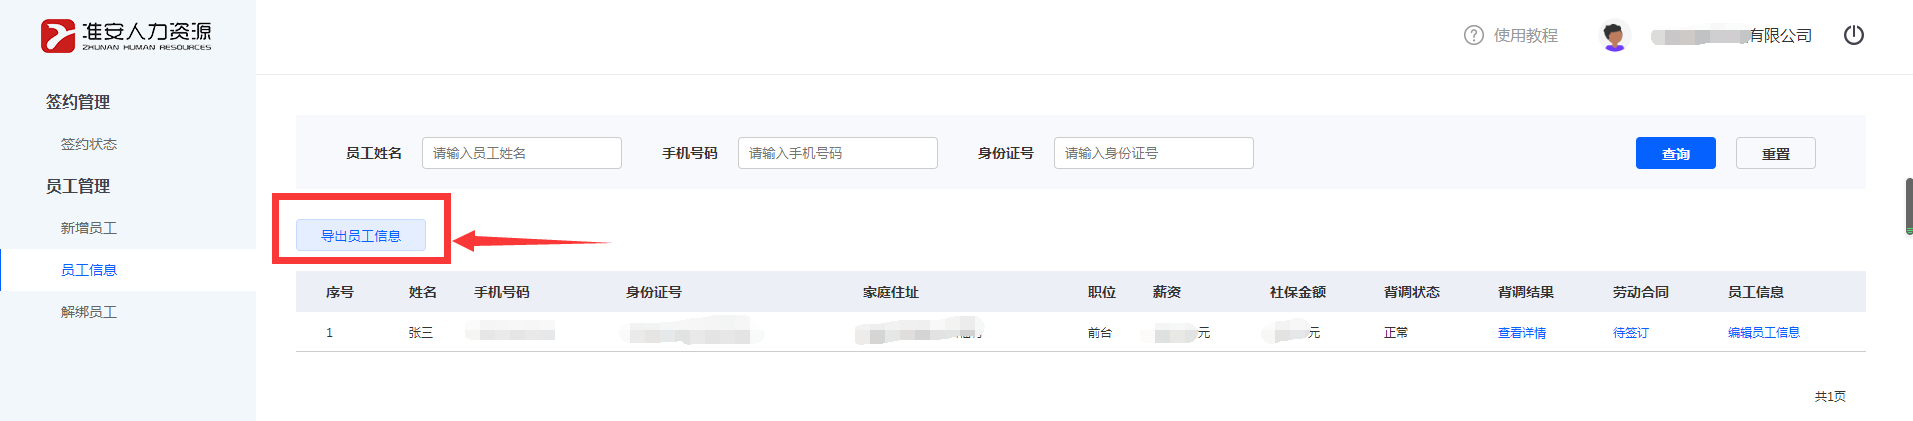 准安人力资源
ZHUNAN HUMAN RESOURCES
使用教程
有限公司
签约管理
签约状态
员工管理
新增员工
员工信息
解绑员工
员工姓名 请输入员工姓名 手机号码 请输入手机号码 身份证号 请输入身份证号 查询 重置
导出员工信息
序号 姓名 手机号码 身份证号 家庭住址 职位 薪资 社保金额 背调状态 背调结果 劳动合同 员工信息
1 张三 前台 元 元 正常 查看详情 待签订 编辑员工信息
共1页